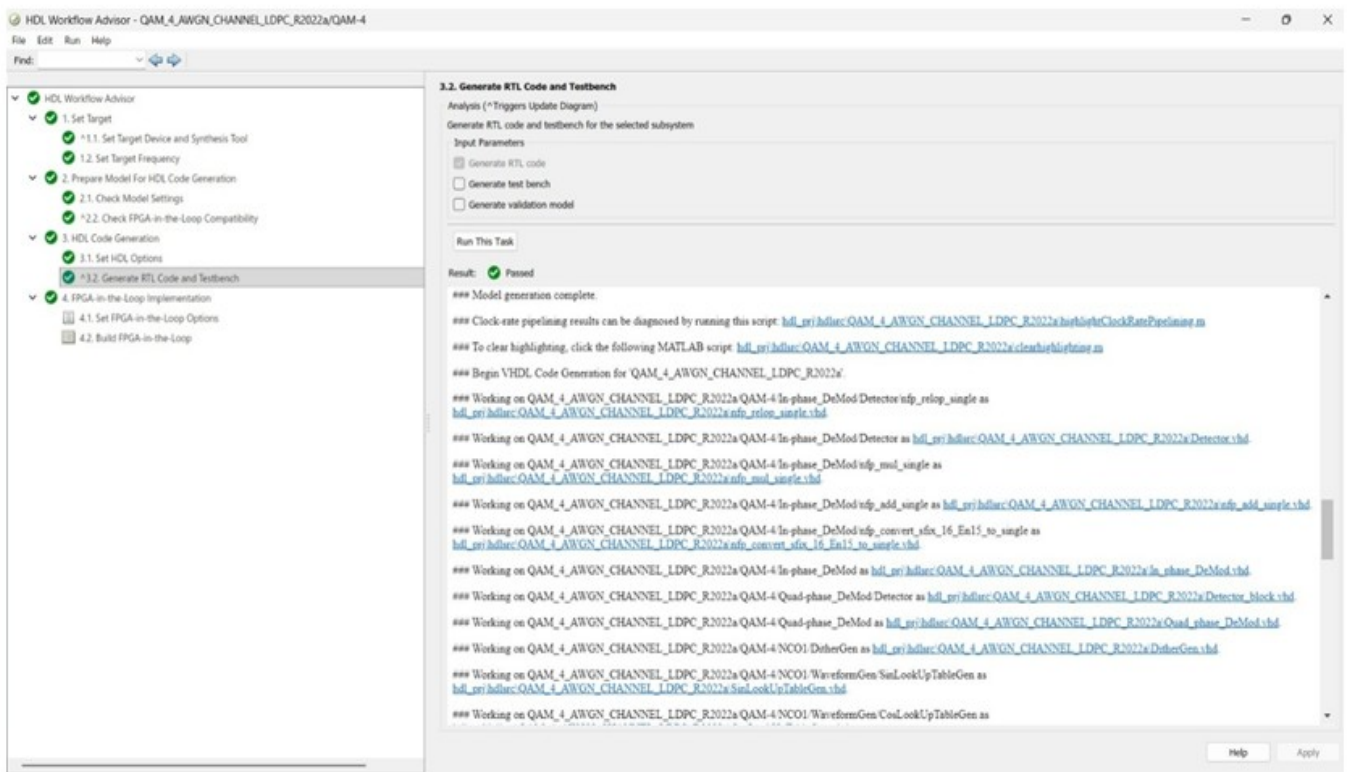 HDL Workflow Advisor - QAM_4_AWGN_CHANNEL_LDPC_R2022a/QAM-4
File Edit Run Help
Find:
HDL Workflow Advisor
1. Set Target
^1.1. Set Target Device and Synthesis Tool
1.2. Set Target Frequency
2. Prepare Model For HDL Code Generation
2.1. Check Model Settings
^2.2. Check FPGA-in-the-Loop Compatibility
3. HDL Code Generation
3.1. Set HDL Options
^3.2. Generate RTL Code and Testbench
4. FPGA-in-the-Loop Implementation
4.1. Set FPGA-in-the-Loop Options
4.2. Build FPGA-in-the-Loop
3.2. Generate RTL Code and Testbench
Analysis (^Triggers Update Diagram)
Generate RTL code and testbench for the selected subsystem
Input Parameters
Generate RTL code
Generate test bench
Generate validation model
Run This Task
Result: Passed
### Model generation complete.
### Clock-rate pipelining results can be diagnosed by running this script: hdl_prj\hdlsrc\QAM_4_AWGN_CHANNEL_LDPC_R2022a\highlightClockRatePipelining.m
### To clear highlighting, click the following MATLAB script: hdl_prj\hdlsrc\QAM_4_AWGN_CHANNEL_LDPC_R2022a\clearhighlighting.m
### Begin VHDL Code Generation for 'QAM_4_AWGN_CHANNEL_LDPC_R2022a'.
### Working on QAM_4_AWGN_CHANNEL_LDPC_R2022a/QAM-4/In-phase_DeMod/Detector/nfp_relop_single as
hdl_prj\hdlsrc\QAM_4_AWGN_CHANNEL_LDPC_R2022a\nfp_relop_single.vhd.
### Working on QAM_4_AWGN_CHANNEL_LDPC_R2022a/QAM-4/In-phase_DeMod/Detector as hdl_prj\hdlsrc\QAM_4_AWGN_CHANNEL_LDPC_R2022a\Detector.vhd.
### Working on QAM_4_AWGN_CHANNEL_LDPC_R2022a/QAM-4/In-phase_DeMod/nfp_mul_single as
hdl_prj\hdlsrc\QAM_4_AWGN_CHANNEL_LDPC_R2022a\nfp_mul_single.vhd.
### Working on QAM_4_AWGN_CHANNEL_LDPC_R2022a/QAM-4/In-phase_DeMod/nfp_add_single as hdl_prj\hdlsrc\QAM_4_AWGN_CHANNEL_LDPC_R2022a\nfp_add_single.vhd.
### Working on QAM_4_AWGN_CHANNEL_LDPC_R2022a/QAM-4/In-phase_DeMod/nfp_convert_sfix_16_En15_to_single as
hdl_prj\hdlsrc\QAM_4_AWGN_CHANNEL_LDPC_R2022a\nfp_convert_sfix_16_En15_to_single.vhd.
### Working on QAM_4_AWGN_CHANNEL_LDPC_R2022a/QAM-4/In-phase_DeMod as hdl_prj\hdlsrc\QAM_4_AWGN_CHANNEL_LDPC_R2022a\In_phase_DeMod.vhd.
### Working on QAM_4_AWGN_CHANNEL_LDPC_R2022a/QAM-4/Quad-phase_DeMod/Detector as hdl_prj\hdlsrc\QAM_4_AWGN_CHANNEL_LDPC_R2022a\Detector_block.vhd.
### Working on QAM_4_AWGN_CHANNEL_LDPC_R2022a/QAM-4/Quad-phase_DeMod as hdl_prj\hdlsrc\QAM_4_AWGN_CHANNEL_LDPC_R2022a\Quad_phase_DeMod.vhd.
### Working on QAM_4_AWGN_CHANNEL_LDPC_R2022a/QAM-4/NCO1/DitherGen as hdl_prj\hdlsrc\QAM_4_AWGN_CHANNEL_LDPC_R2022a\DitherGen.vhd.
### Working on QAM_4_AWGN_CHANNEL_LDPC_R2022a/QAM-4/NCO1/WaveformGen/SinLookUpTableGen as
hdl_prj\hdlsrc\QAM_4_AWGN_CHANNEL_LDPC_R2022a\SinLookUpTableGen.vhd.
### Working on QAM_4_AWGN_CHANNEL_LDPC_R2022a/QAM-4/NCO1/WaveformGen/CosLookUpTableGen as
Help Apply